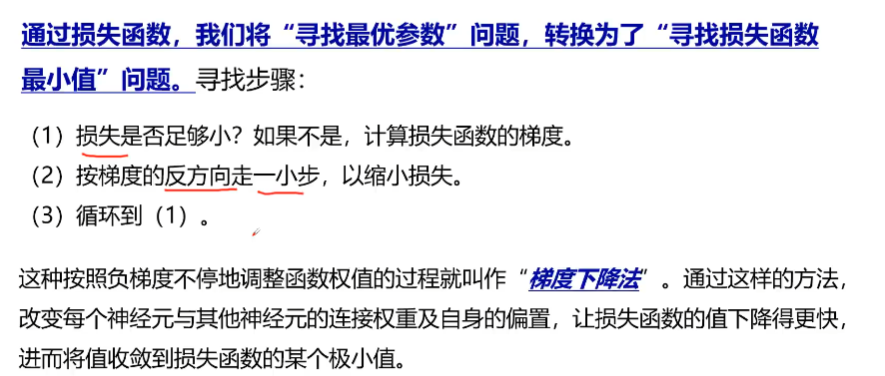 通过损失函数，我们将“寻找最优参数”问题，转换为了“寻找损失函数
最小值”问题。寻找步骤：
（1）损失是否足够小？如果不是，计算损失函数的梯度。
（2）按梯度的反方向走一小步，以缩小损失。
（3）循环到（1）。
这种按照负梯度不停地调整函数权值的过程就叫作“梯度下降法”。通过这样的方法，
改变每个神经元与其他神经元的连接权重及自身的偏置，让损失函数的值下降得更快，
进而将值收敛到损失函数的某个极小值。